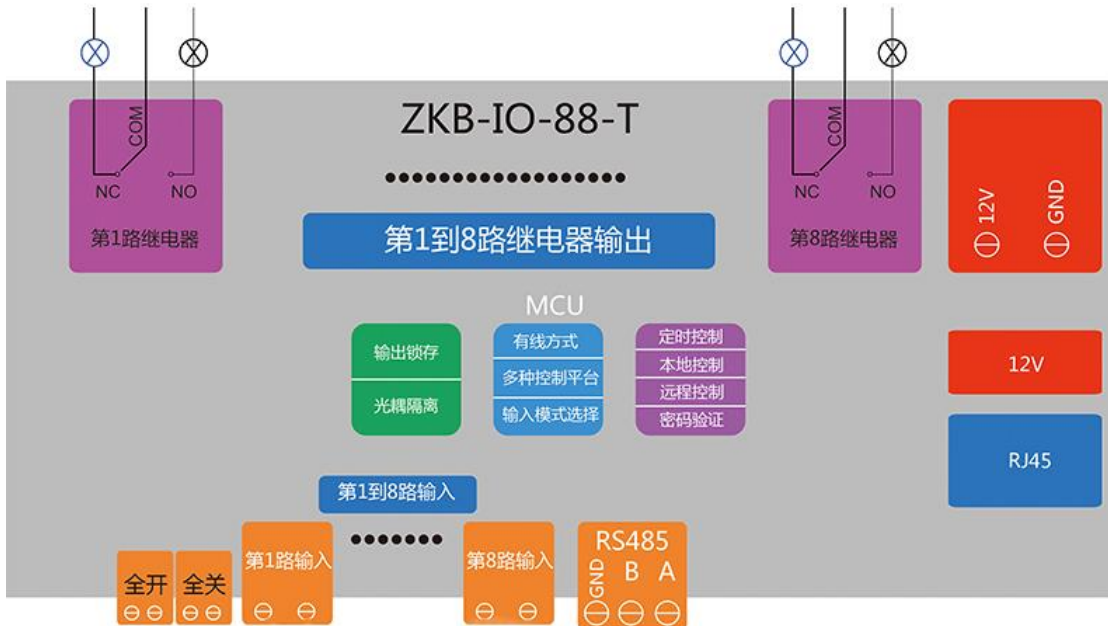 COM
NC
NO
第1路继电器
ZKB-IO-88-T
第1到8路继电器输出
COM
NC
NO
第8路继电器
12V
GND
MCU
输出锁存
光耦隔离
有线方式
多种控制平台
输入模式选择
定时控制
本地控制
远程控制
密码验证
12V
RJ45
第1到8路输入
全开
全关
第1路输入
第8路输入
RS485
GND
B
A